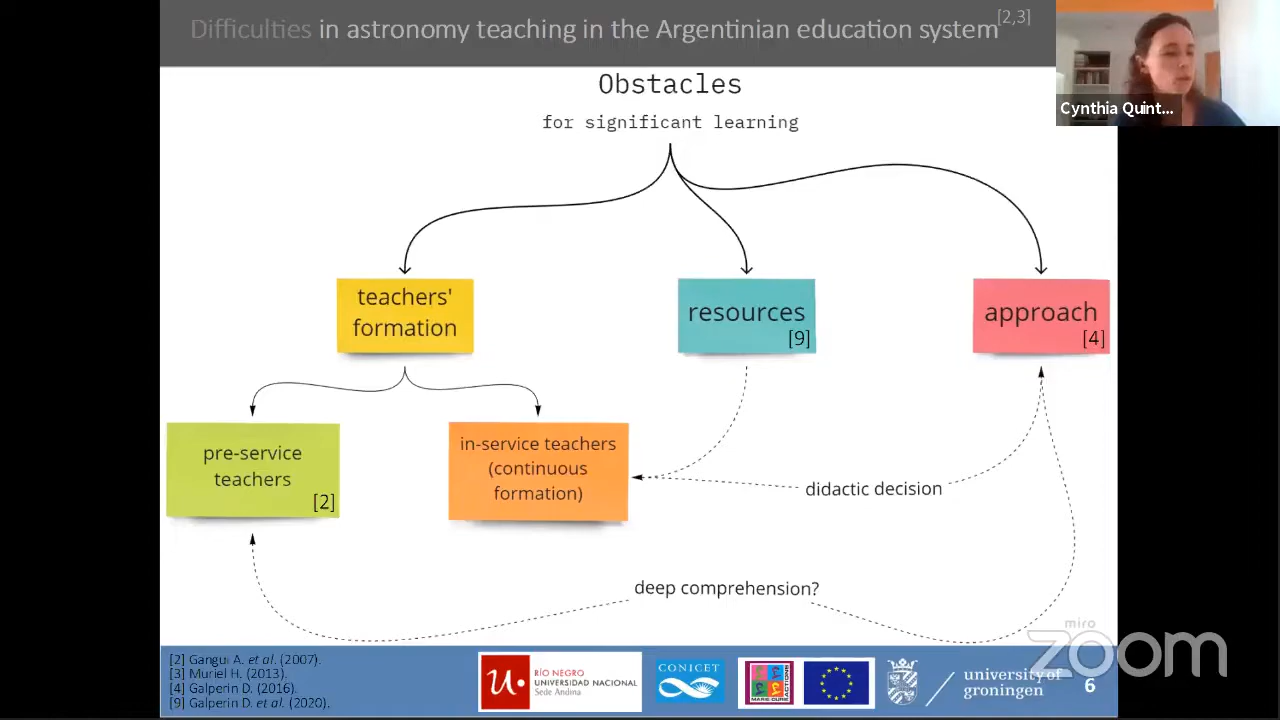 Difficulties in astronomy teaching in the Argentinian education system[2,3]
Obstacles
for significant learning
Cynthia Quint...
teachers'
formation
resources
[9]
approach
[4]
pre-service
teachers
[2]
in-service teachers
(continuous
formation)
didactic decision
deep comprehension?
miro
zoom
[2] Gangui A. et al. (2007).
[3] Muriel H. (2013).
[4] Galperin D. (2016).
[9] Galperin D. et al. (2020).
u.
RÍO NEGRO
UNIVERSIDAD NACIONAL
Sede Andina
CONICET
MARIE CURIE ACTIONS
university of
groningen
6